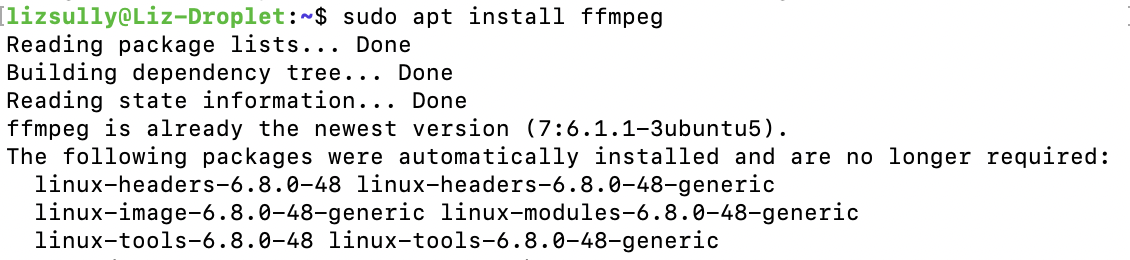 [lizsully@Liz-Droplet:~$ sudo apt install ffmpeg ]
Reading package lists... Done
Building dependency tree... Done
Reading state information... Done
ffmpeg is already the newest version (7:6.1.1-3ubuntu5).
The following packages were automatically installed and are no longer required:
  linux-headers-6.8.0-48 linux-headers-6.8.0-48-generic
  linux-image-6.8.0-48-generic linux-modules-6.8.0-48-generic
  linux-tools-6.8.0-48 linux-tools-6.8.0-48-generic